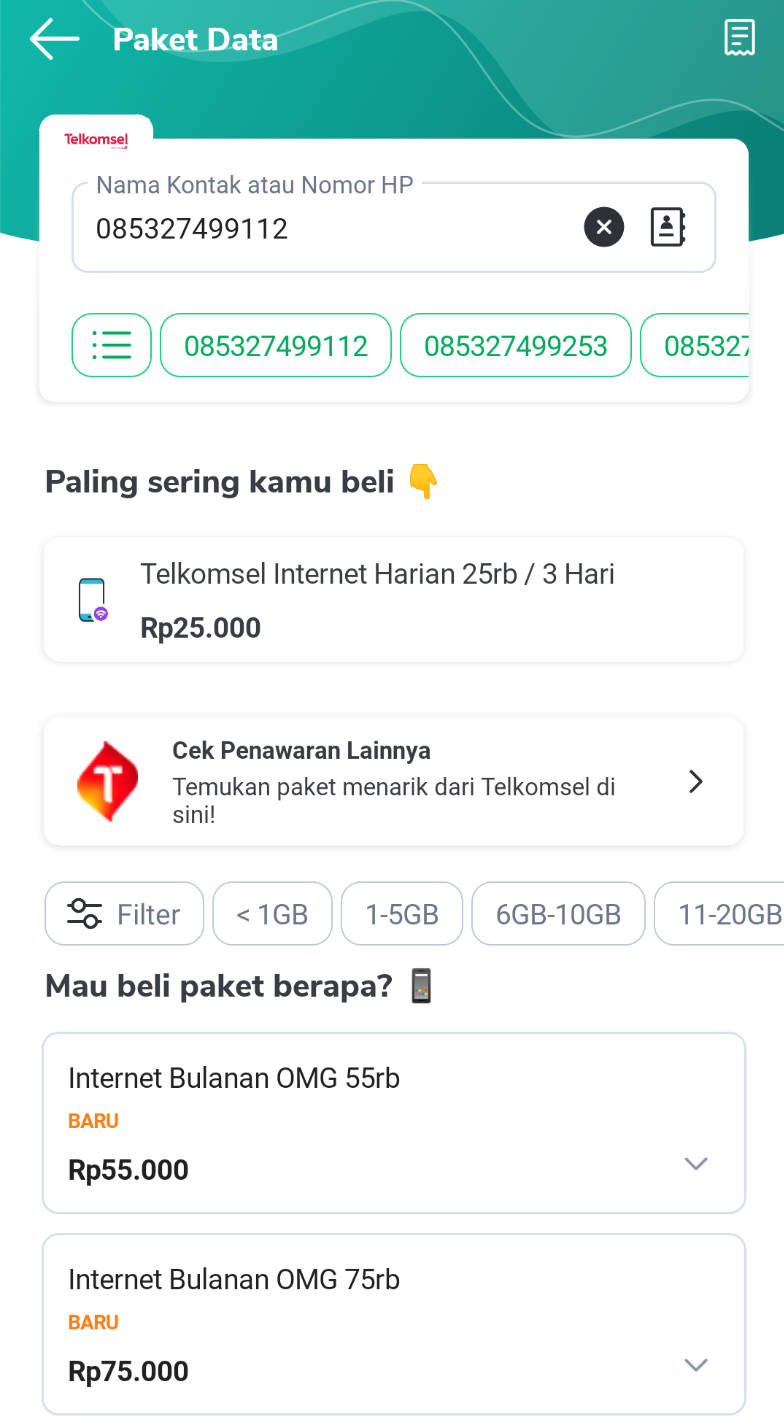 Paket Data
Telkomsel
Nama Kontak atau Nomor HP
085327499112
085327499112 085327499253 085327
Paling sering kamu beli 👇
Telkomsel Internet Harian 25rb / 3 Hari
Rp25.000
Cek Penawaran Lainnya
Temukan paket menarik dari Telkomsel di
sini!
Filter < 1GB 1-5GB 6GB-10GB 11-20GB
Mau beli paket berapa? 📱
Internet Bulanan OMG 55rb
BARU
Rp55.000
Internet Bulanan OMG 75rb
BARU
Rp75.000